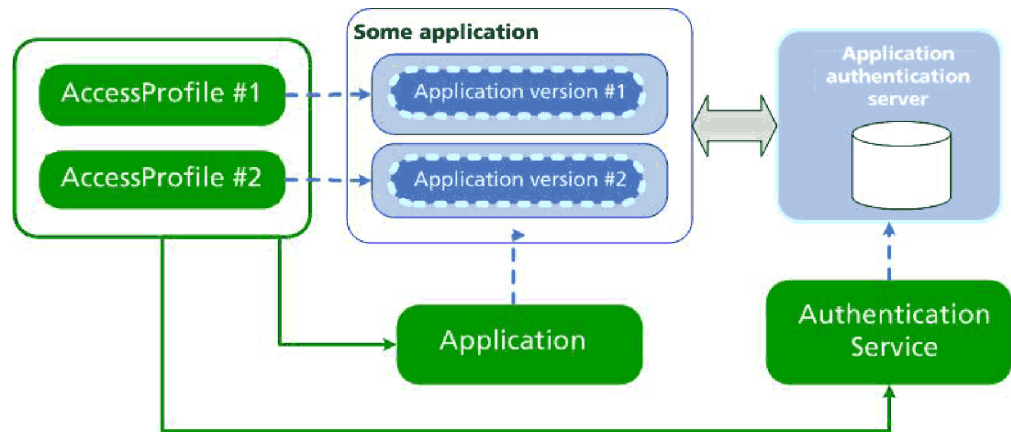 Some application
AccessProfile #1
Application version #1
AccessProfile #2
Application version #2
Application
authentication
server
Application
Authentication
Service